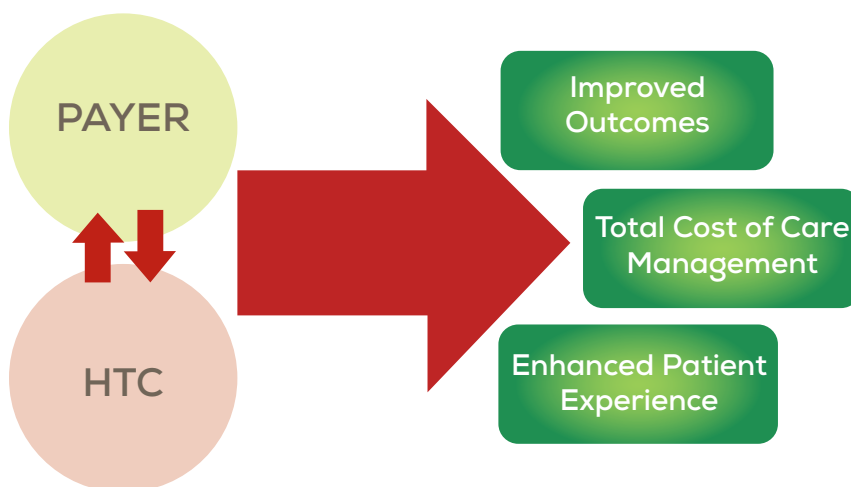 PAYER
HTC
Improved
Outcomes
Total Cost of Care
Management
Enhanced Patient
Experience